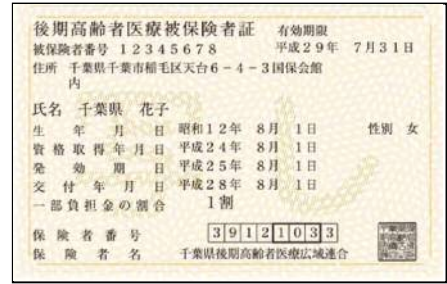 後期高齢者医療被保険者証 有効期限
被保険者番号 12345678 平成29年 7月31日
住所 千葉県千葉市稲毛区天台6－4－3国保会館
内
氏名 千葉県 花子
生年月日 昭和12年 8月 1日 性別 女
資格取得年月日 平成24年 8月 1日
発効期日 平成25年 8月 1日
交付年月日 平成28年 8月 1日
一部負担金の割合 1割
保険者番号 39121033
保険者名 千葉県後期高齢者医療広域連合